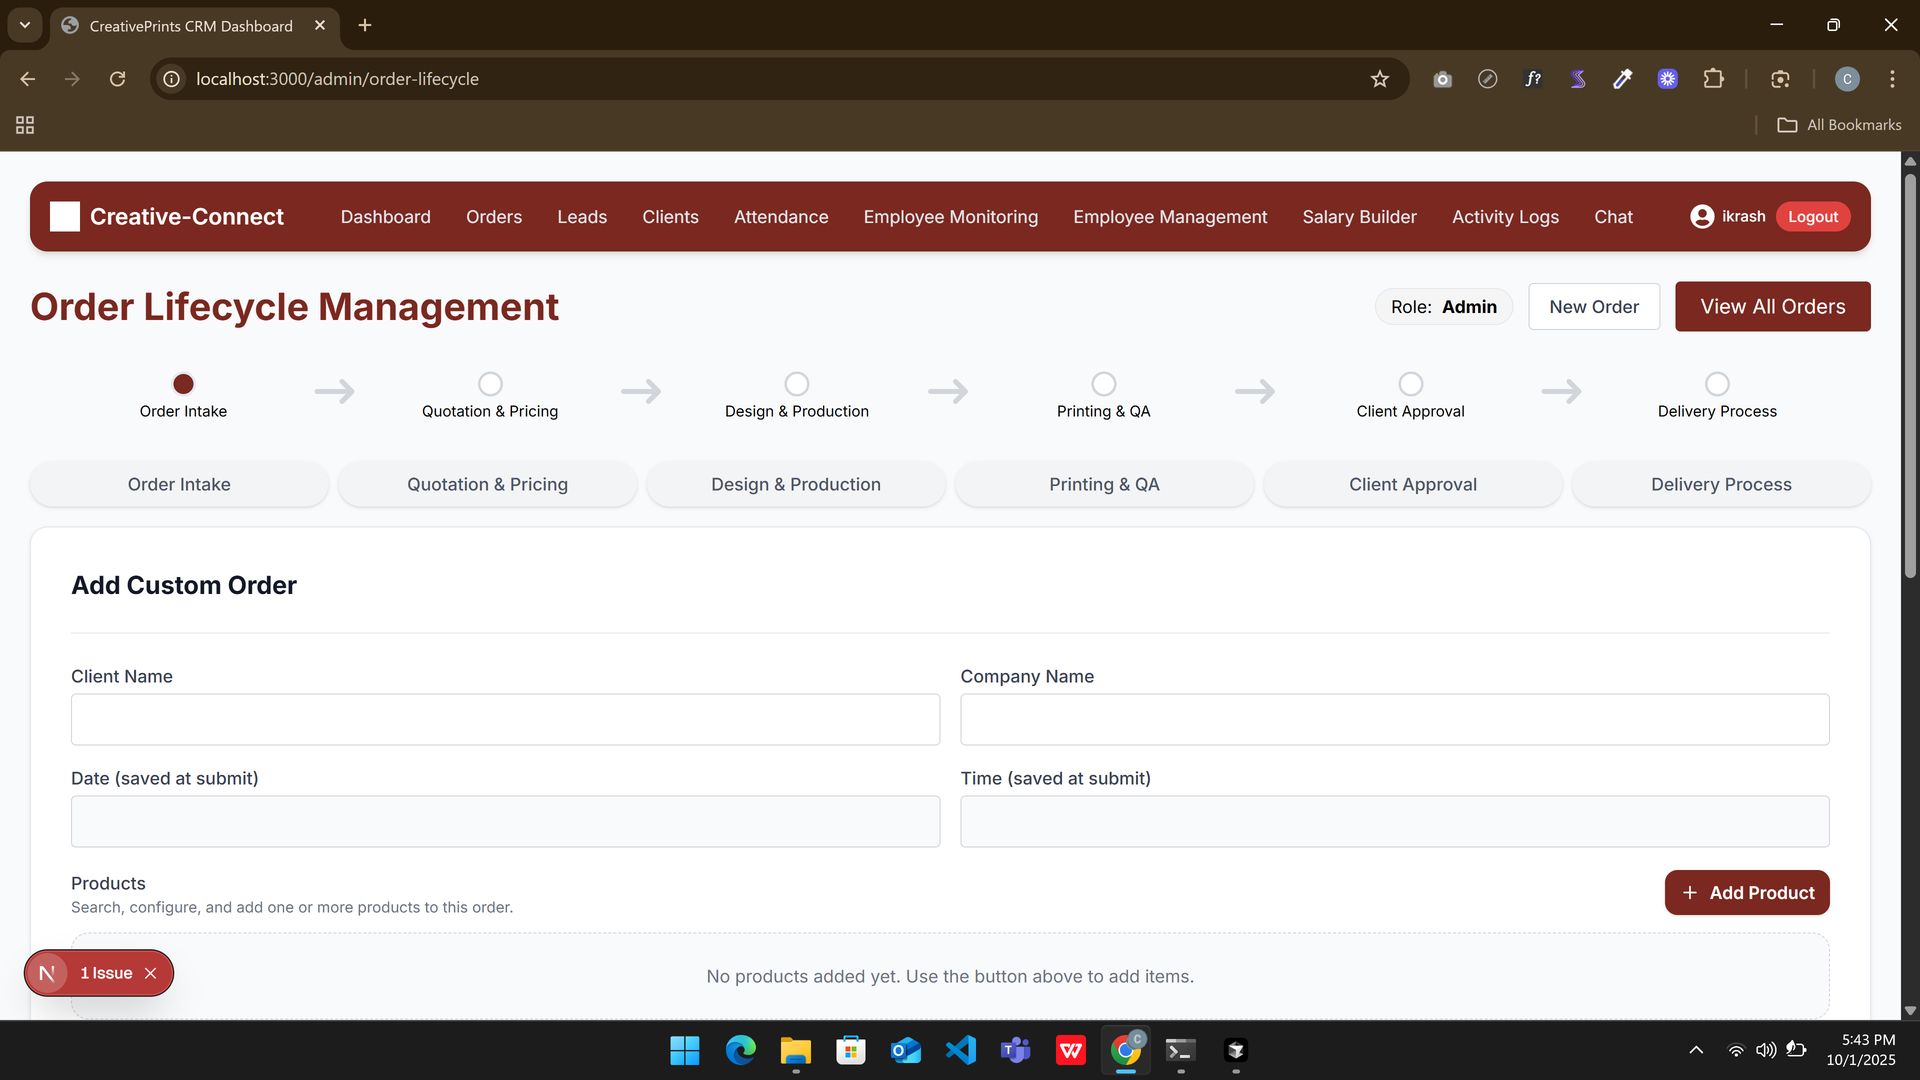 CreativePrints CRM Dashboard
localhost:3000/admin/order-lifecycle
f?
C
All Bookmarks
Creative-Connect
Dashboard
Orders
Leads
Clients
Attendance
Employee Monitoring
Employee Management
Salary Builder
Activity Logs
Chat
ikrash
Logout
Order Lifecycle Management
Role: Admin
New Order
View All Orders
Order Intake
Quotation & Pricing
Design & Production
Printing & QA
Client Approval
Delivery Process
Order Intake
Quotation & Pricing
Design & Production
Printing & QA
Client Approval
Delivery Process
Add Custom Order
Client Name
Company Name
Date (saved at submit)
Time (saved at submit)
Products
Search, configure, and add one or more products to this order.
+ Add Product
N
1 Issue
No products added yet. Use the button above to add items.
C
5:43 PM
10/1/2025